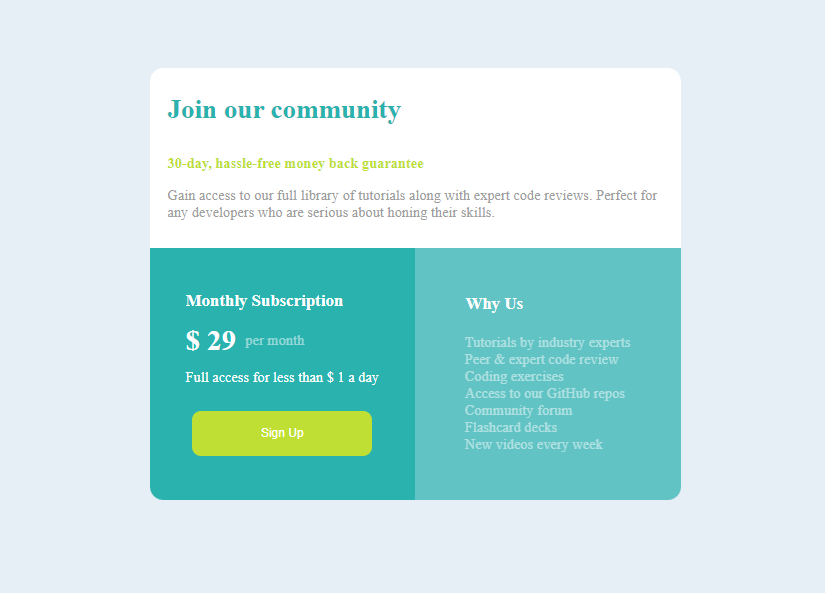 Join our community
30-day, hassle-free money back guarantee
Gain access to our full library of tutorials along with expert code reviews. Perfect for
any developers who are serious about honing their skills.
Monthly Subscription
$ 29 per month
Full access for less than $ 1 a day
Sign Up
Why Us
Tutorials by industry experts
Peer & expert code review
Coding exercises
Access to our GitHub repos
Community forum
Flashcard decks
New videos every week